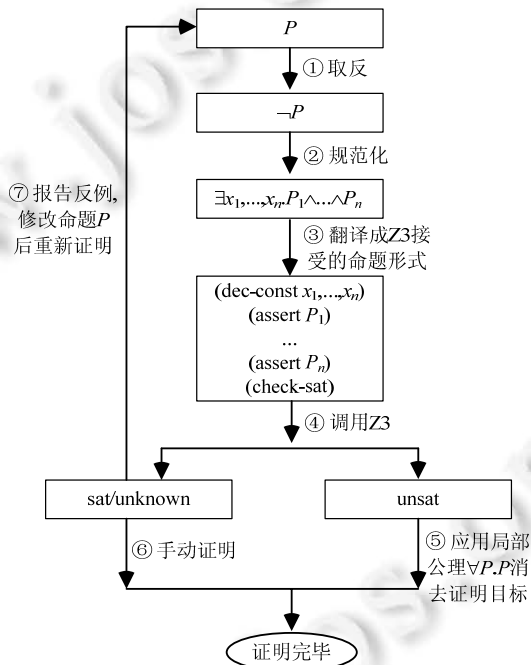 P
① 取反
¬P
② 规范化
∃x₁,...,xₙ.P₁∧...∧Pₙ
③ 翻译成Z3接
受的命题形式
(dec-const x₁,...,xₙ)
(assert P₁)
...
(assert Pₙ)
(check-sat)
④ 调用Z3
⑦ 报告反例,
修改命题P
后重新证明
sat/unknown
unsat
⑥ 手动证明
⑤ 应用局部
公理∀P.P消
去证明目标
证明完毕